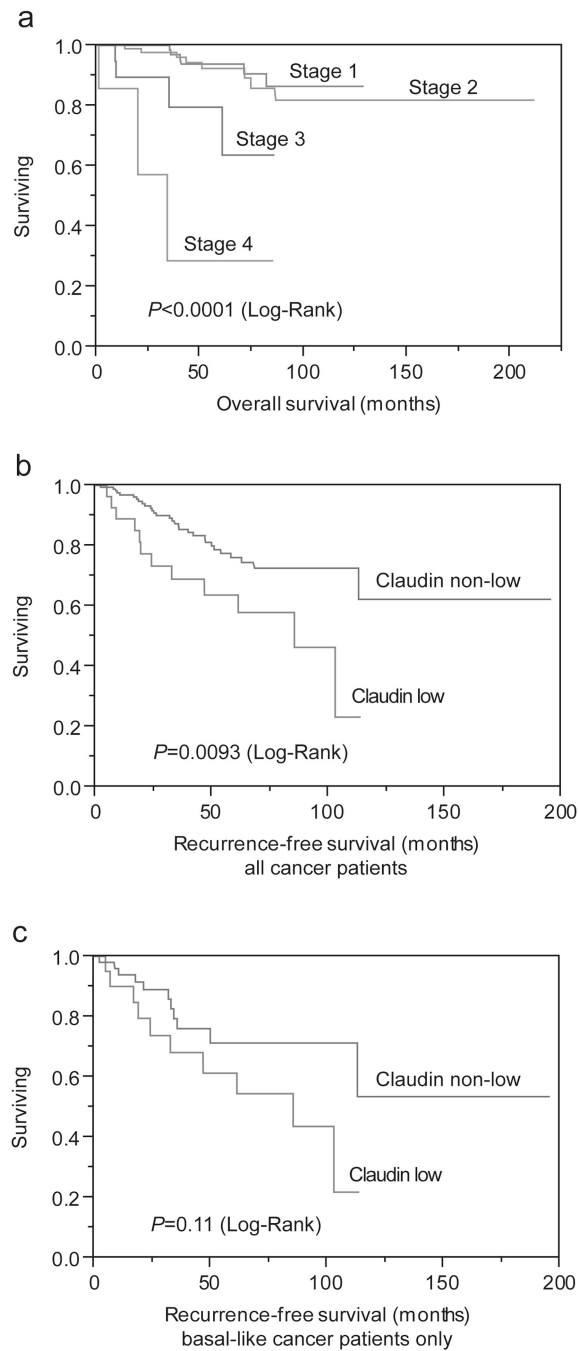 a
1.0
0.8
0.6
0.4
0.2
0.0
Surviving
Stage 1
Stage 2
Stage 3
Stage 4
P<0.0001 (Log-Rank)
0 50 100 150 200
Overall survival (months)
b
1.0
0.8
0.6
0.4
0.2
0.0
Surviving
Claudin non-low
Claudin low
P=0.0093 (Log-Rank)
0 50 100 150 200
Recurrence-free survival (months)
all cancer patients
c
1.0
0.8
0.6
0.4
0.2
0.0
Surviving
Claudin non-low
Claudin low
P=0.11 (Log-Rank)
0 50 100 150 200
Recurrence-free survival (months)
basal-like cancer patients only